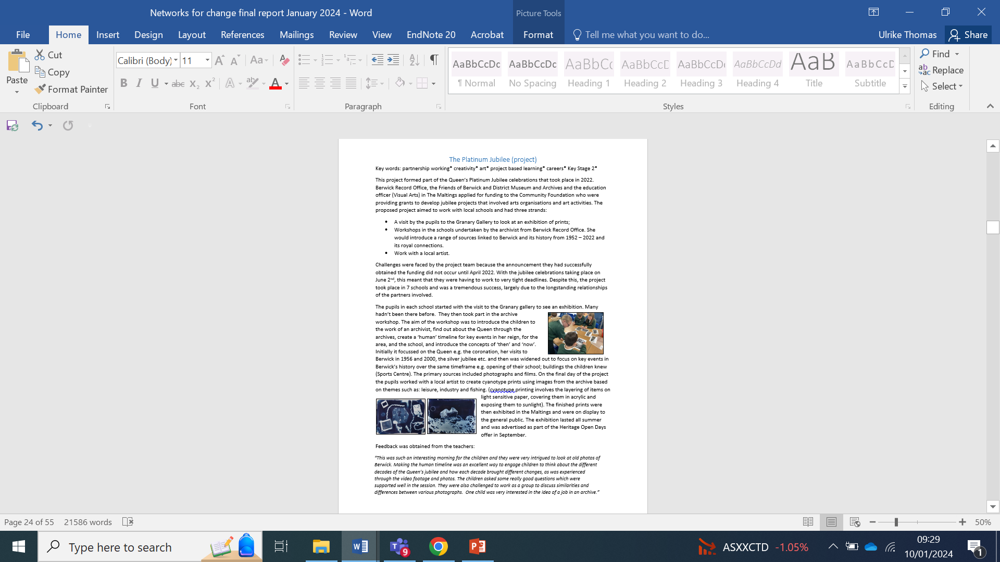 Networks for change final report January 2024 - Word
Picture Tools
File
Home
Insert
Design
Layout
References
Mailings
Review
View
EndNote 20
Acrobat
Format
Tell me what you want to do...
Ulrike Thomas
Share
Paste
Cut
Copy
Format Painter
Clipboard
Calibri (Body)
11
Aa
B I U abc X₂ X² A ab A
Font
Paragraph
AaBbCcDc
AaBbCcDc
AaBbCc
AaBbCcD
AaBbCcDc
AaBbCcDd
AaB
AaBbCcD
¶ Normal
No Spacing
Heading 1
Heading 2
Heading 3
Heading 4
Title
Subtitle
Styles
Find
Replace
Select
Editing
The Platinum Jubilee (project)
Key words: partnership working* creativity* art* project based learning* careers* Key Stage 2*
This project formed part of the Queen's Platinum Jubilee celebrations that took place in 2022.
Berwick Record Office, the Friends of Berwick and District Museum and Archives and the education
officer (Visual Arts) in The Maltings applied for funding to the Community Foundation who were
providing grants to develop jubilee projects that involved arts organisations and art activities. The
proposed project aimed to work with local schools and had three strands:
• A visit by the pupils to the Granary Gallery to look at an exhibition of prints;
• Workshops in the schools undertaken by the archivist from Berwick Record Office. She
would introduce a range of sources linked to Berwick and its history from 1952 – 2022 and
its royal connections.
• Work with a local artist.
Challenges were faced by the project team because the announcement they had successfully
obtained the funding did not occur until April 2022. With the jubilee celebrations taking place on
June 2nd, this meant that they were having to work to very tight deadlines. Despite this, the project
took place in 7 schools and was a tremendous success, largely due to the longstanding relationships
of the partners involved.
The pupils in each school started with the visit to the Granary gallery to see an exhibition. Many
hadn't been there before. They then took part in the archive
workshop. The aim of the workshop was to introduce the children to
the work of an archivist, find out about the Queen through the
archives, create a 'human' timeline for key events in her reign, for the
area, and the school, and introduce the concepts of 'then' and 'now'.
Initially it focussed on the Queen e.g. the coronation, her visits to
Berwick in 1956 and 2000, the silver jubilee etc. and then was widened out to focus on key events in
Berwick's history over the same timeframe e.g. opening of their school; buildings the children knew
(Sports Centre). The primary sources included photographs and films. On the final day of the project
the pupils worked with a local artist to create cyanotype prints using images from the archive based
on themes such as: leisure, industry and fishing. (cyanotype printing involves the layering of items on
light sensitive paper, covering them in acrylic and
exposing them to sunlight). The finished prints were
then exhibited in the Maltings and were on display to
the general public. The exhibition lasted all summer
and was advertised as part of the Heritage Open Days
offer in September.
Feedback was obtained from the teachers:
"This was such an interesting morning for the children and they were very intrigued to look at old photos of
Berwick. Making the human timeline was an excellent way to engage children to think about the different
decades of the Queen's jubilee and how each decade brought different changes, as was experienced
through the video footage and photos. The children asked some really good questions which were
supported well in the session. They were also challenged to work as a group to discuss similarities and
differences between various photographs. One child was very interested in the idea of a job in an archive."
Page 24 of 55
21586 words
50%
Type here to search
9
ASXXCTD -1.05%
09:29
10/01/2024
1